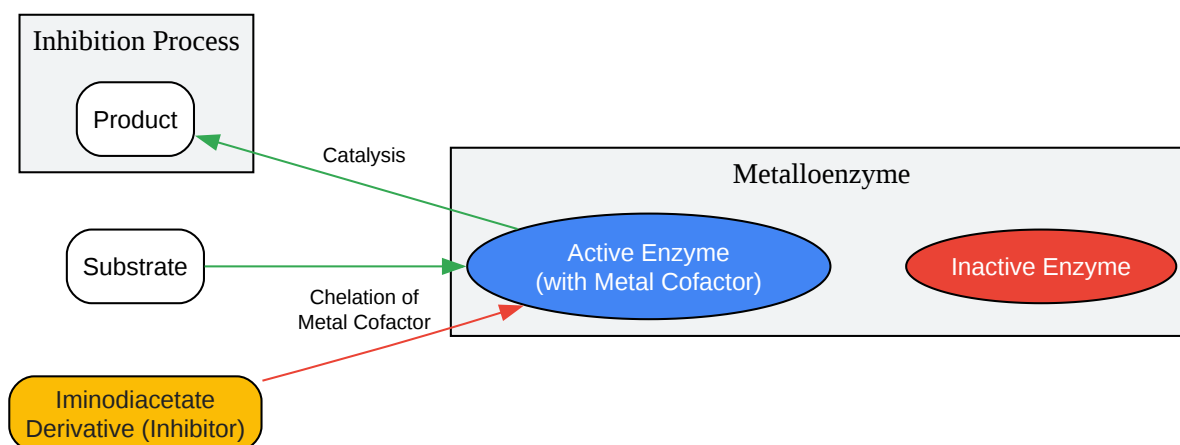 Inhibition Process
Product
Catalysis
Metalloenzyme
Substrate
Active Enzyme
(with Metal Cofactor)
Inactive Enzyme
Chelation of
Metal Cofactor
Iminodiacetate
Derivative (Inhibitor)